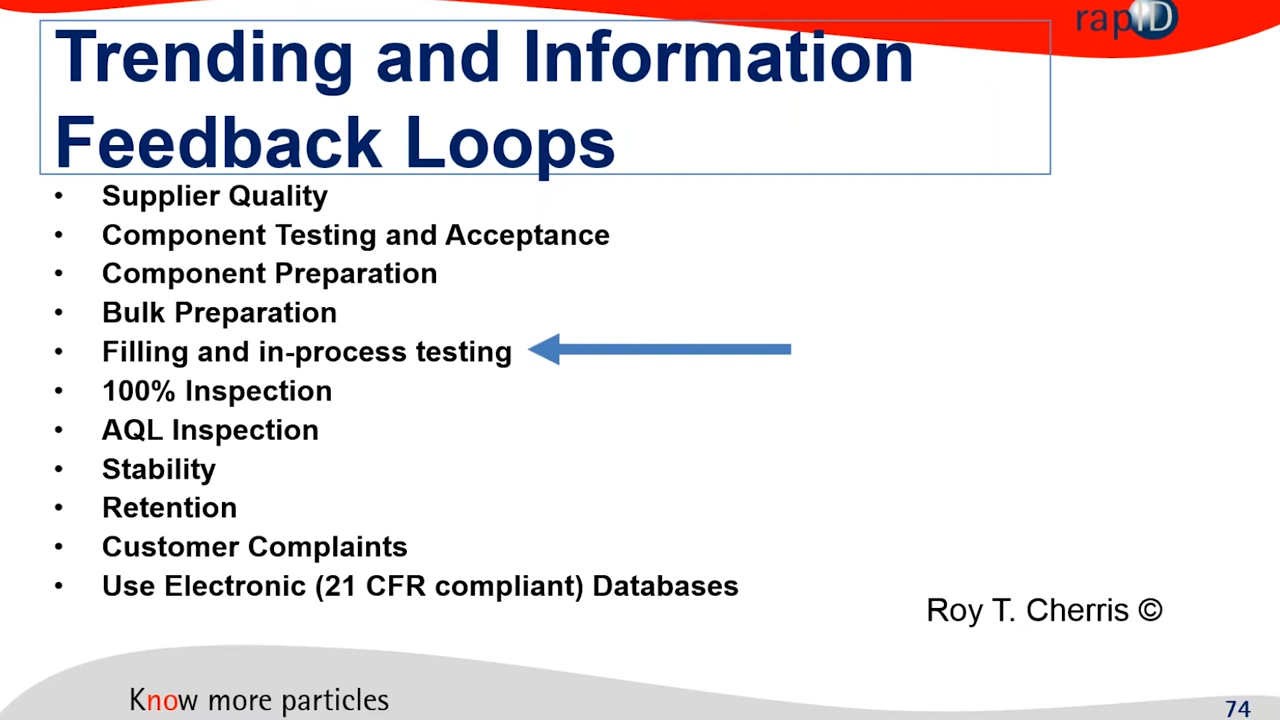 rapID
Trending and Information
Feedback Loops
• Supplier Quality
• Component Testing and Acceptance
• Component Preparation
• Bulk Preparation
• Filling and in-process testing
• 100% Inspection
• AQL Inspection
• Stability
• Retention
• Customer Complaints
• Use Electronic (21 CFR compliant) Databases
Roy T. Cherris ©
Know more particles
74